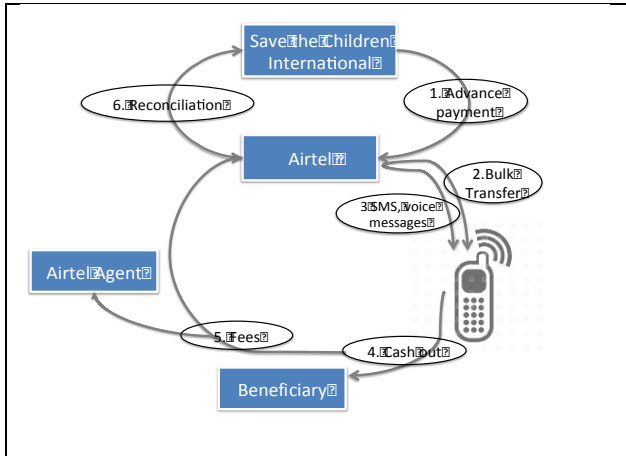 Save the Children
International
6. Reconciliation
1. Advance
payment
Airtel
2. Bulk
Transfer
3 SMS, voice
messages
Airtel Agent
5. Fees
4. Cash out
Beneficiary